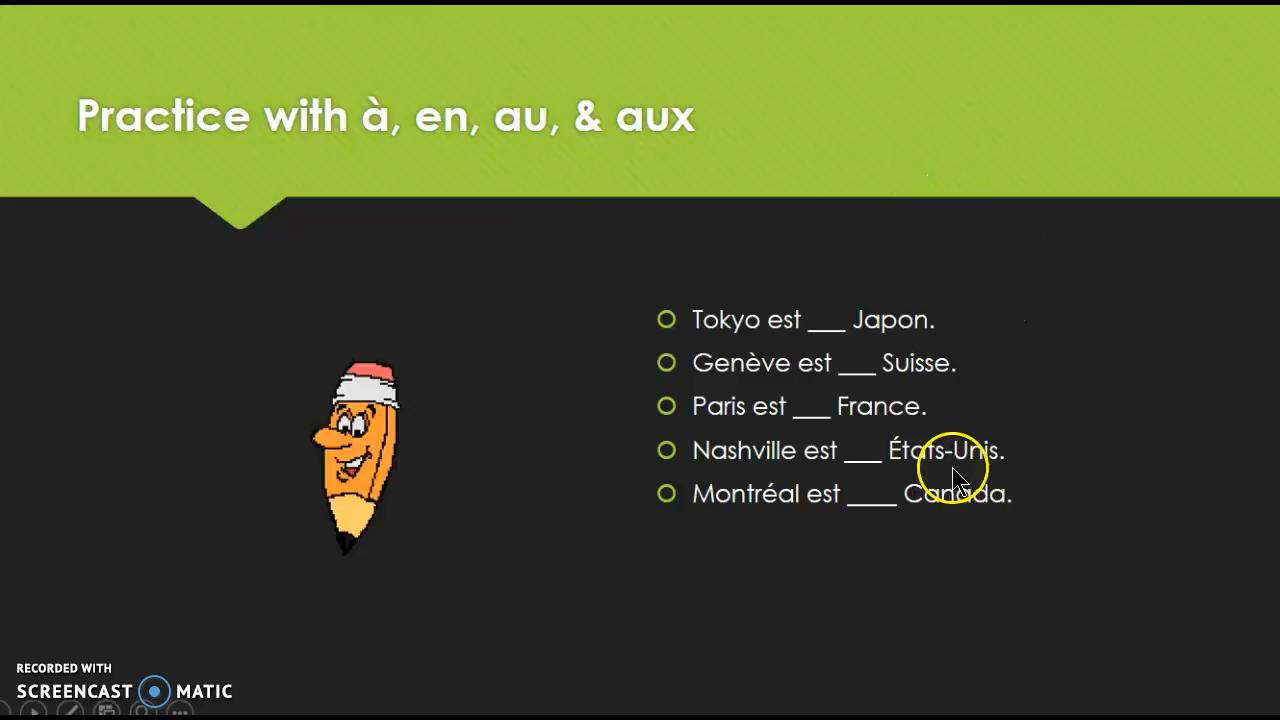 Practice with à, en, au, & aux
Tokyo est ___ Japon.
Genève est ___ Suisse.
Paris est ___ France.
Nashville est ___ États-Unis.
Montréal est ____ Canada.
RECORDED WITH
SCREENCAST MATIC